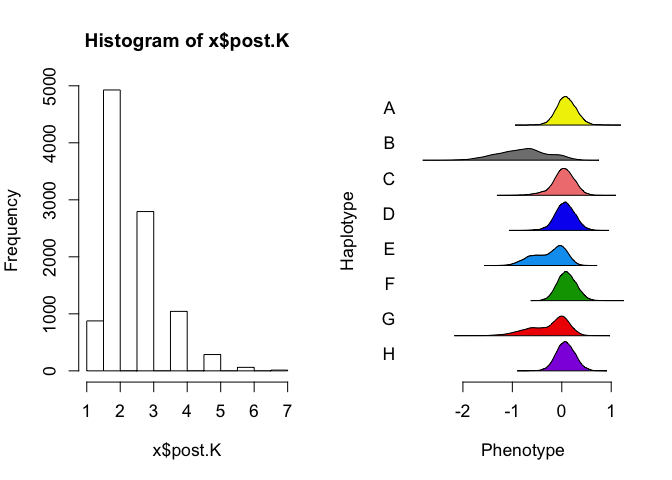 Histogram of x$post.K
Frequency
0
1000
2000
3000
4000
5000
1 2 3 4 5 6 7
x$post.K
Haplotype
A
B
C
D
E
F
G
H
-2 -1 0 1
Phenotype